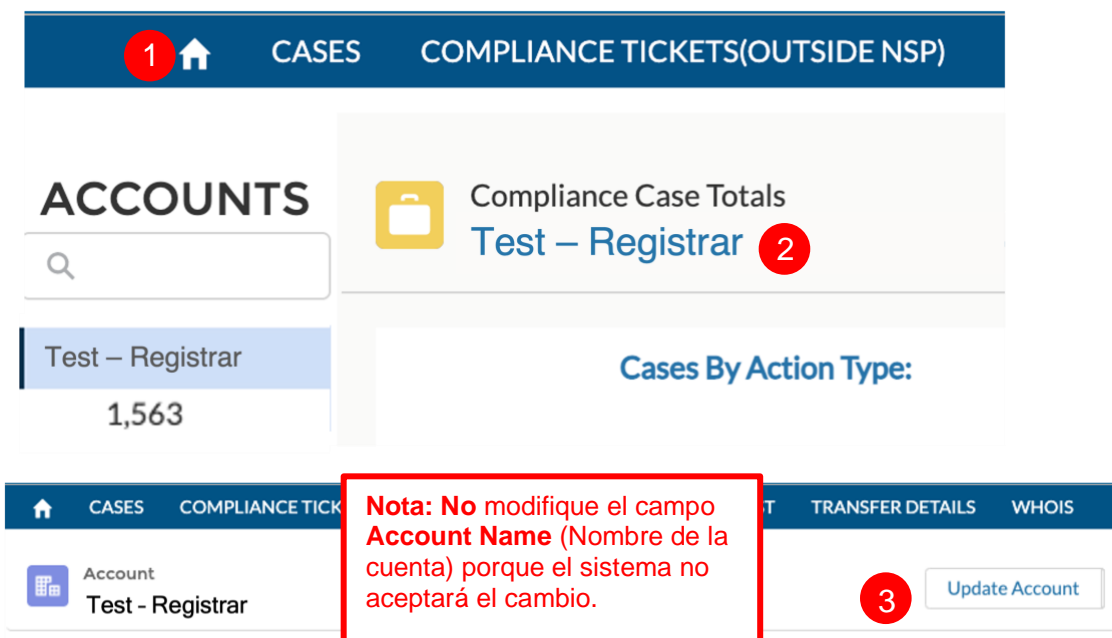 1 CASES COMPLIANCE TICKETS(OUTSIDE NSP)
ACCOUNTS
Compliance Case Totals
Test – Registrar 2
Test – Registrar
1,563
Cases By Action Type:
CASES COMPLIANCE TICK TRANSFER DETAILS WHOIS
Nota: No modifique el campo
Account Name (Nombre de la
cuenta) porque el sistema no
aceptará el cambio.
Account
Test - Registrar
3 Update Account